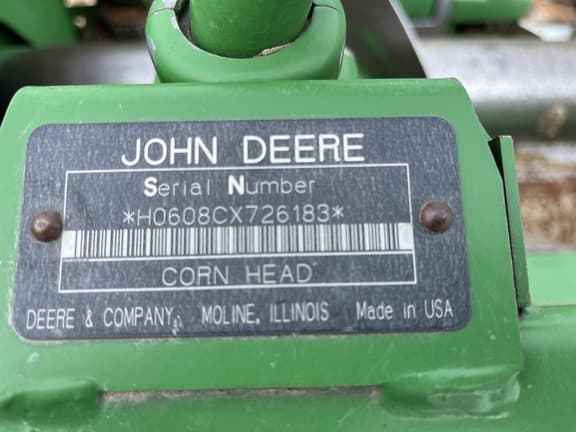 JOHN DEERE
Serial Number
*H0608CX726183*
CORN HEAD
DEERE & COMPANY, MOLINE, ILLINOIS Made in USA